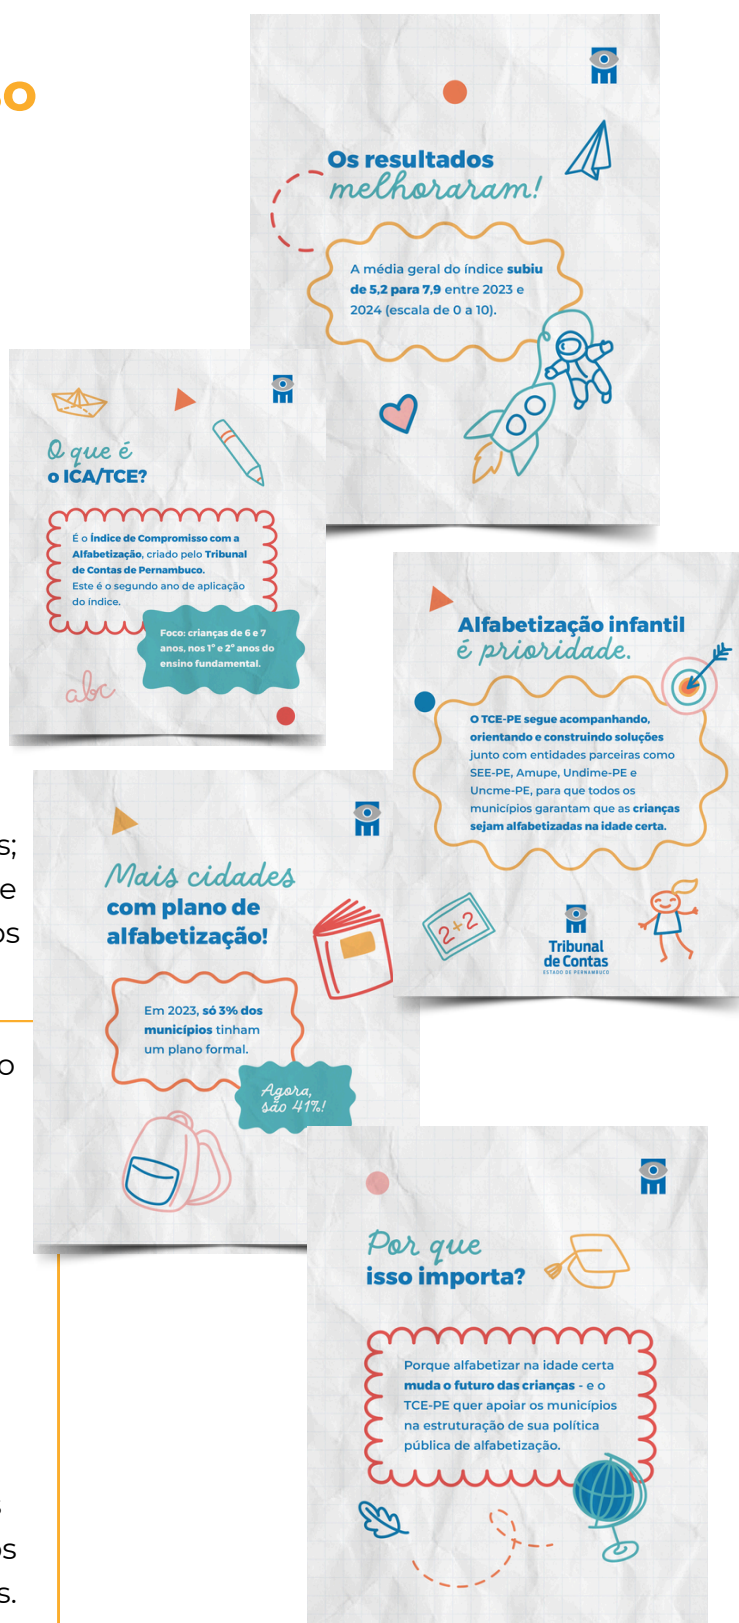 Os resultados
melhoraram!
A média geral do índice subiu
de 5,2 para 7,9 entre 2023 e
2024 (escala de 0 a 10).
O que é
o ICA/TCE?
É o Índice de Compromisso com a
Alfabetização, criado pelo Tribunal
de Contas de Pernambuco.
Este é o segundo ano de aplicação
do índice.
Foco: crianças de 6 e 7
anos, nos 1º e 2º anos do
ensino fundamental.
abc
Alfabetização infantil
é prioridade.
O TCE-PE segue acompanhando,
orientando e construindo soluções
junto com entidades parceiras como
SEE-PE, Amupe, Undime-PE e
Uncme-PE, para que todos os
municípios garantam que as crianças
sejam alfabetizadas na idade certa.
2+2
Tribunal
de Contas
ESTADO DE PERNAMBUCO
Mais cidades
com plano de
alfabetização!
Em 2023, só 3% dos
municípios tinham
um plano formal.
Agora,
são 41%!
Por que
isso importa?
Porque alfabetizar na idade certa
muda o futuro das crianças - e o
TCE-PE quer apoiar os municípios
na estruturação de sua política
pública de alfabetização.